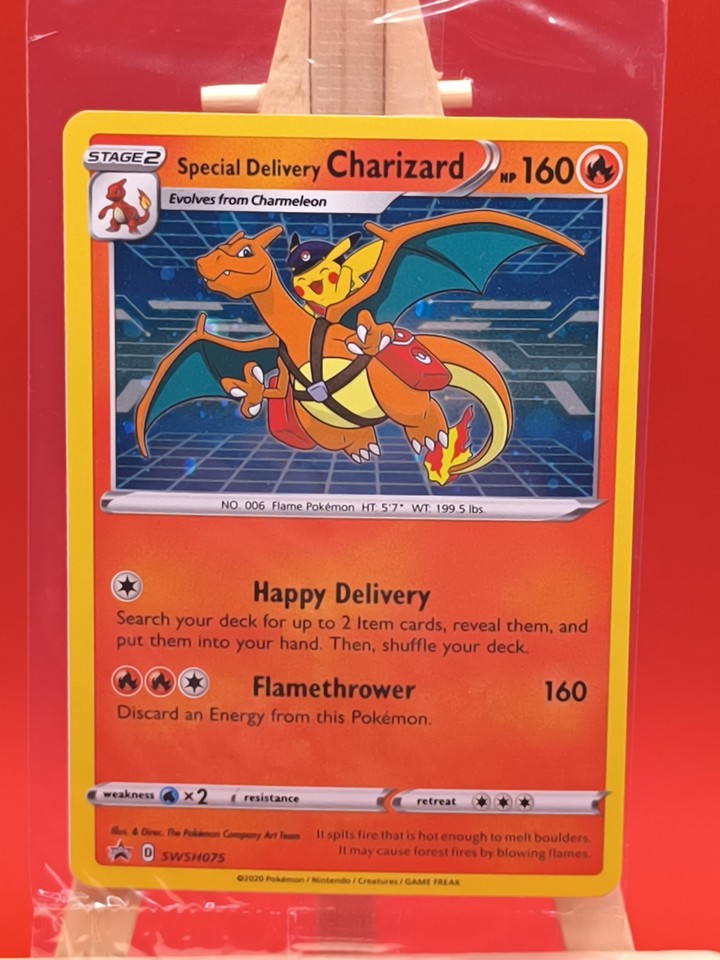 STAGE2
Special Delivery Charizard HP 160
Evolves from Charmeleon
NO. 006 Flame Pokémon HT: 5'7" WT: 199.5 lbs.
Happy Delivery
Search your deck for up to 2 Item cards, reveal them, and
put them into your hand. Then, shuffle your deck.
Flamethrower 160
Discard an Energy from this Pokémon.
weakness ×2 resistance retreat
Illus. & Direc. The Pokémon Company Art Team
It spits fire that is hot enough to melt boulders.
It may cause forest fires by blowing flames.
D SWSH075
©2020 Pokémon / Nintendo / Creatures / GAME FREAK